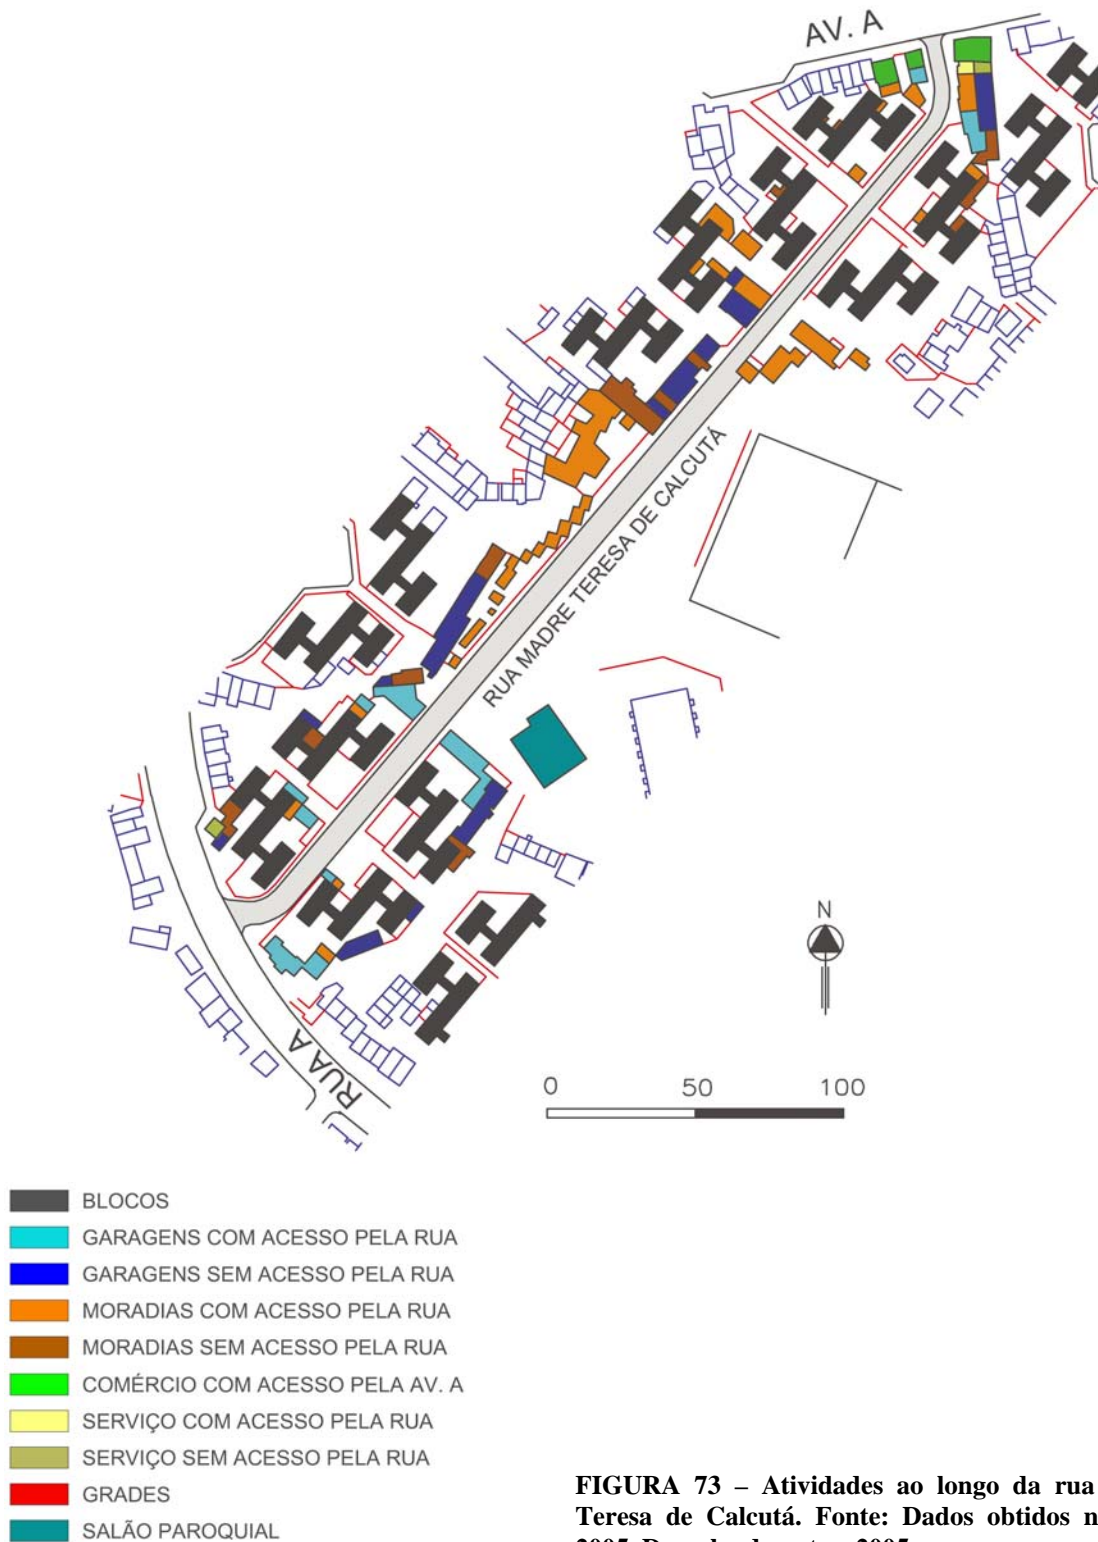 AV. A
RUA MADRE TERESA DE CALCUTÁ
N
RUA A
0 50 100
BLOCOS
GARAGENS COM ACESSO PELA RUA
GARAGENS SEM ACESSO PELA RUA
MORADIAS COM ACESSO PELA RUA
MORADIAS SEM ACESSO PELA RUA
COMÉRCIO COM ACESSO PELA AV. A
SERVIÇO COM ACESSO PELA RUA
SERVIÇO SEM ACESSO PELA RUA
GRADES
SALÃO PAROQUIAL
FIGURA 73 – Atividades ao longo da rua
Teresa de Calcutá. Fonte: Dados obtidos n